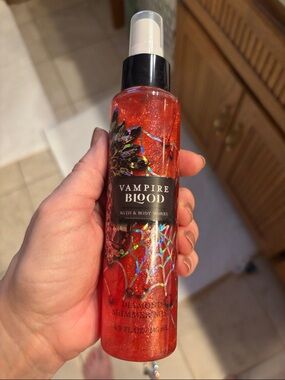 VAMPIRE
BLOOD
BATH & BODY WORKS
DIAMOND
SHIMMER MIST